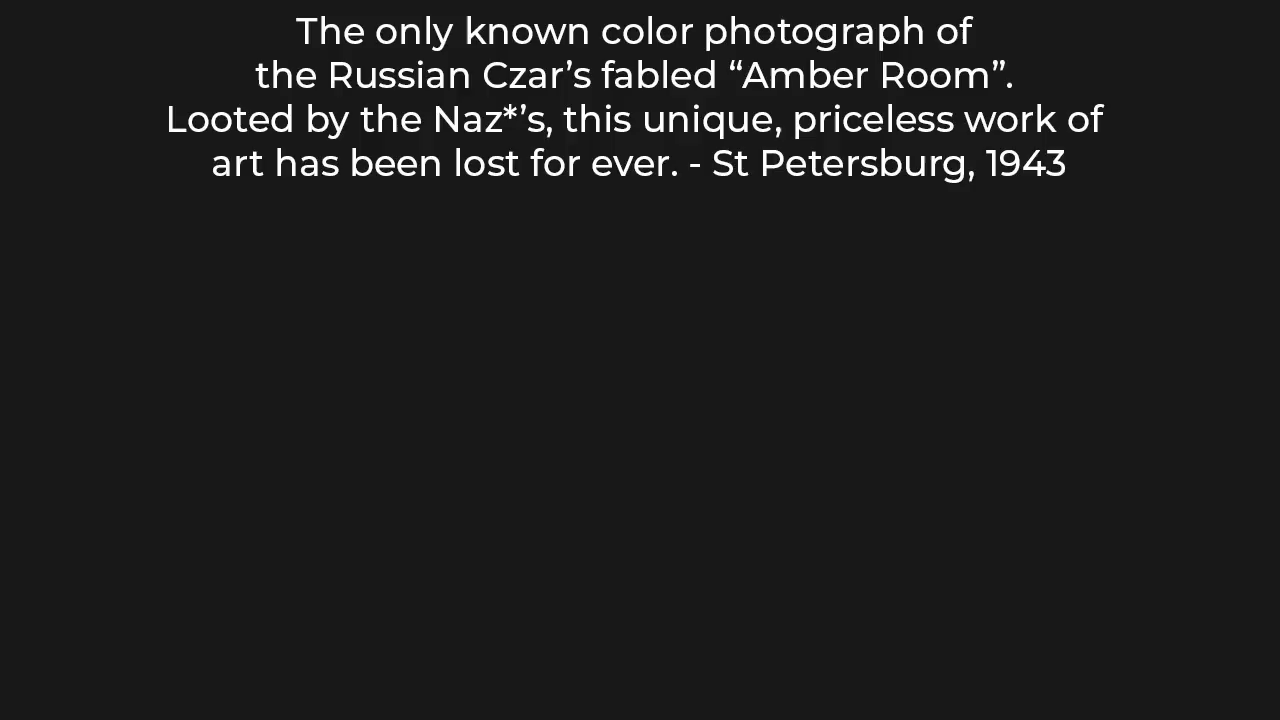 The only known color photograph of
the Russian Czar’s fabled “Amber Room”.
Looted by the Naz*’s, this unique, priceless work of
art has been lost for ever. - St Petersburg, 1943